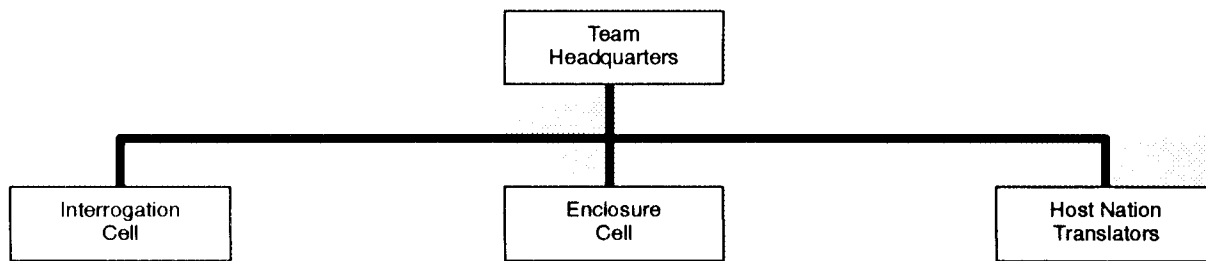 Team
Headquarters
Interrogation
Cell
Enclosure
Cell
Host Nation
Translators